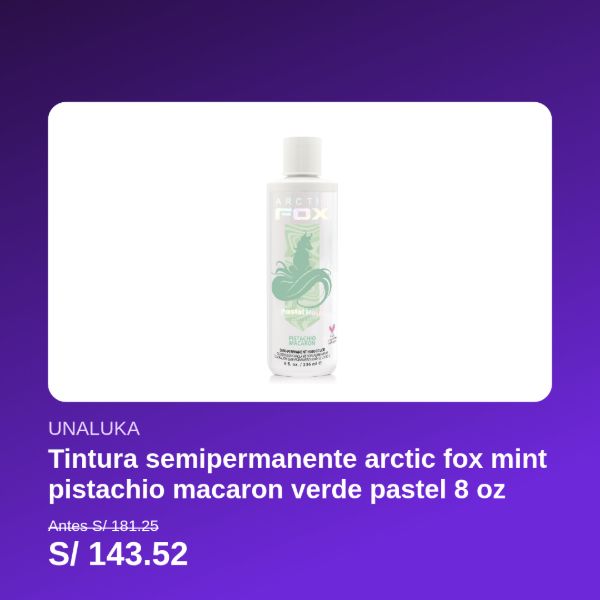 ARCTIC
FOX
PISTACHIO
MACARON
UNALUKA
Tintura semipermanente arctic fox mint
pistachio macaron verde pastel 8 oz
Antes S/ 181.25
S/ 143.52